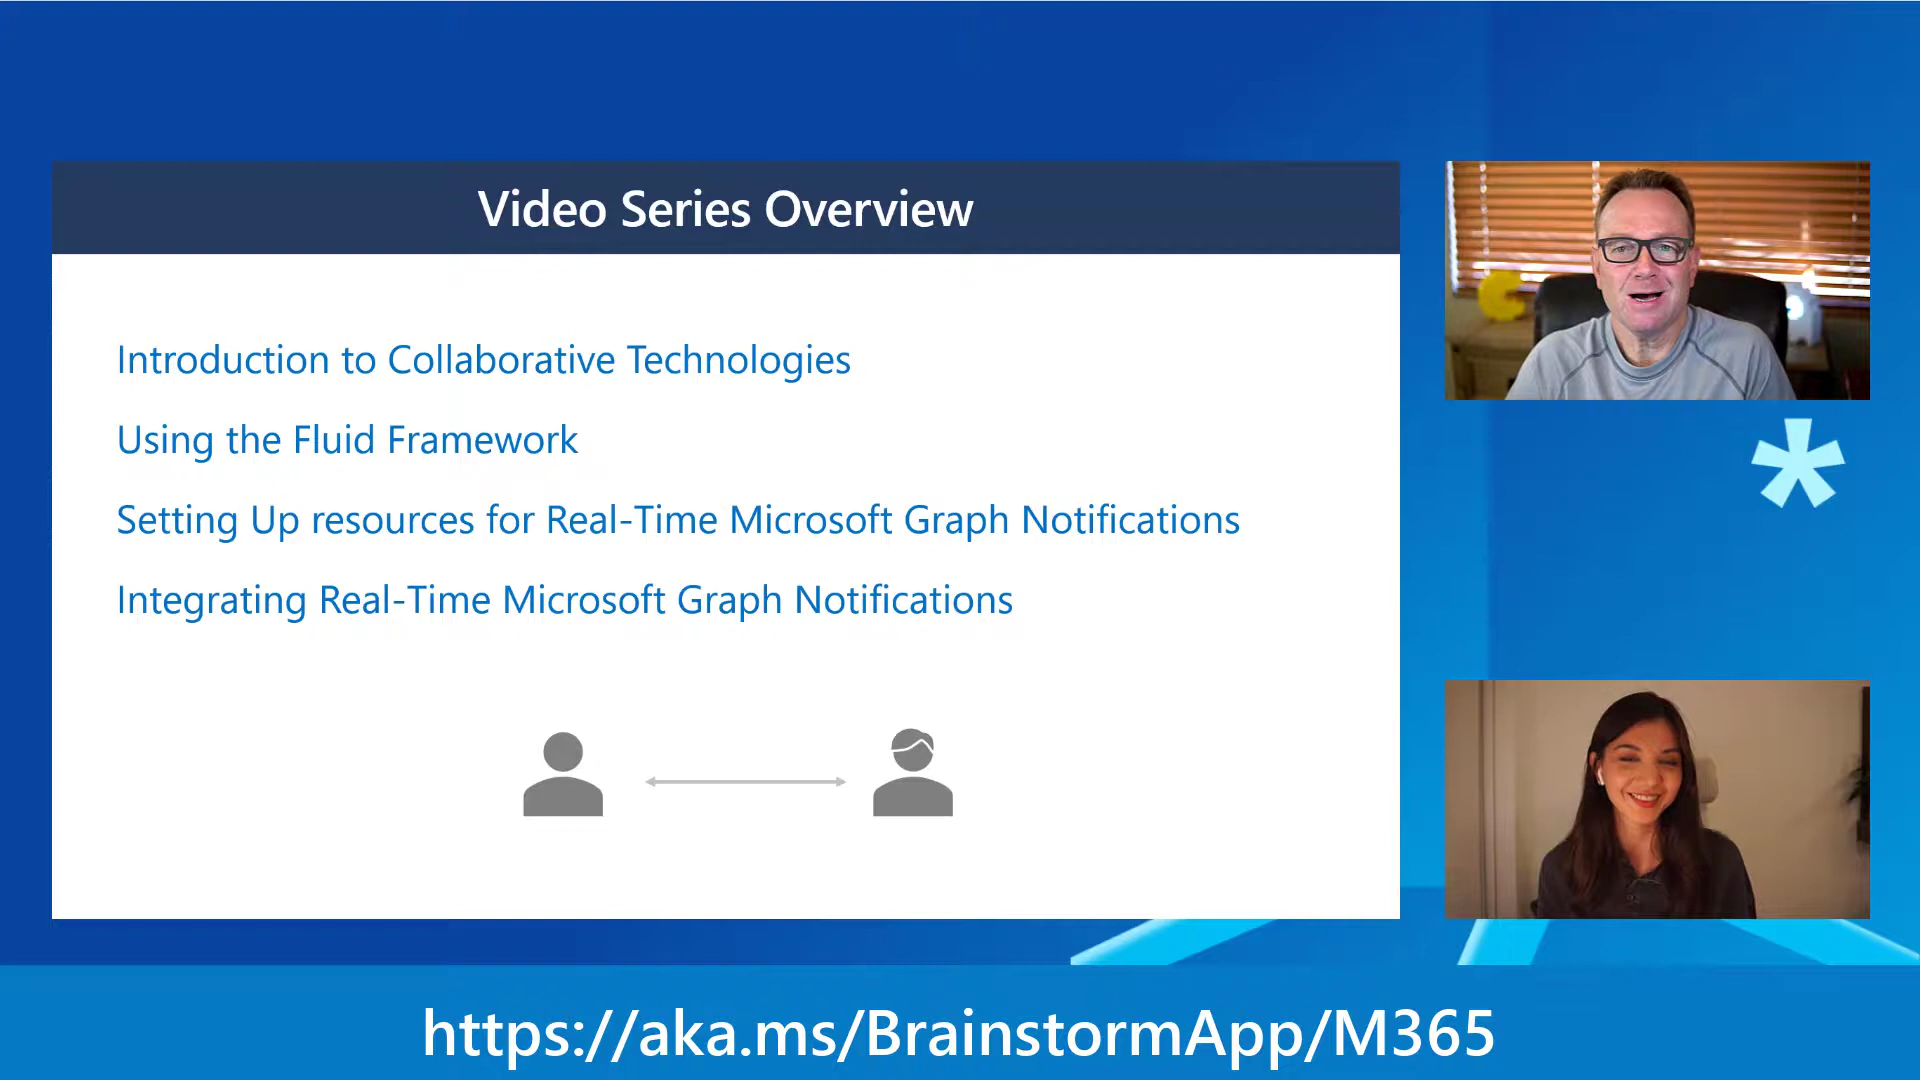 Video Series Overview
Introduction to Collaborative Technologies
Using the Fluid Framework
Setting Up resources for Real-Time Microsoft Graph Notifications
Integrating Real-Time Microsoft Graph Notifications
https://aka.ms/BrainstormApp/M365